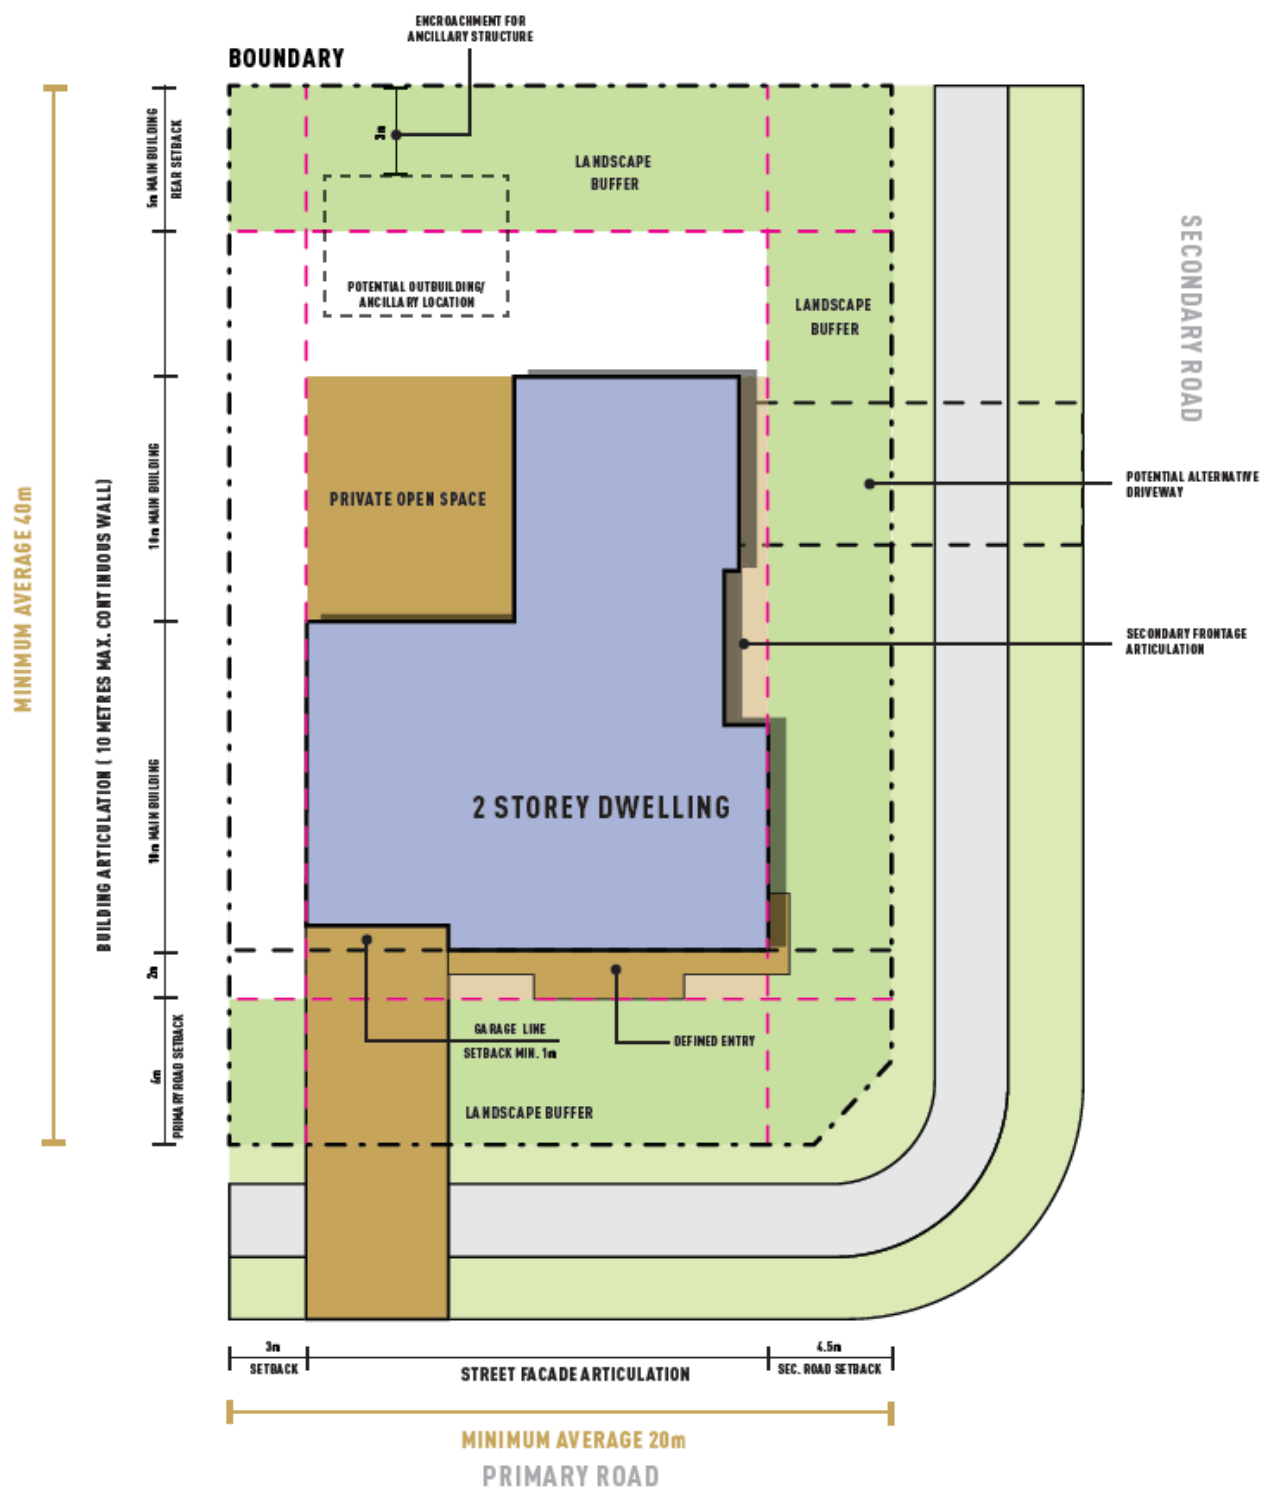 ENCROACHMENT FOR
ANCILLARY STRUCTURE
BOUNDARY
5m MAIN BUILDING
REAR SETBACK
3m
LANDSCAPE
BUFFER
POTENTIAL OUTBUILDING/
ANCILLARY LOCATION
LANDSCAPE
BUFFER
SECONDARY ROAD
PRIVATE OPEN SPACE
POTENTIAL ALTERNATIVE
DRIVEWAY
SECONDARY FRONTAGE
ARTICULATION
MINIMUM AVERAGE 40m
BUILDING ARTICULATION ( 10 METRES MAX. CONTINUOUS WALL)
10m MAIN BUILDING
10m MAIN BUILDING
2 STOREY DWELLING
2m
PRIMARY ROAD SETBACK
GARAGE LINE
SETBACK MIN. 1m
DEFINED ENTRY
LANDSCAPE BUFFER
3m
SETBACK
STREET FACADE ARTICULATION
4.5m
SEC. ROAD SETBACK
MINIMUM AVERAGE 20m
PRIMARY ROAD